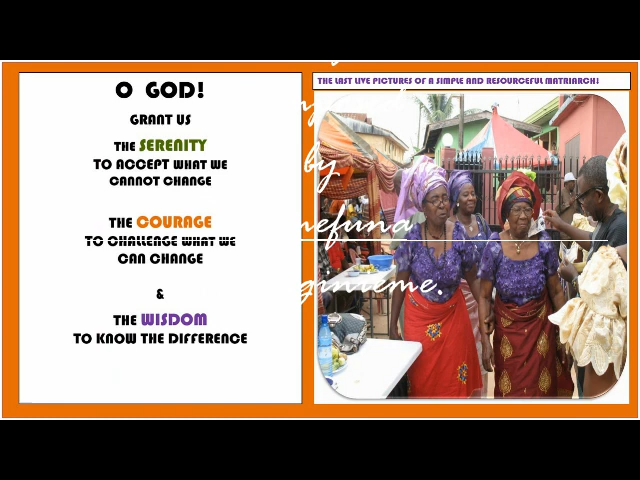 O GOD!
GRANT US
THE SERENITY
TO ACCEPT WHAT WE
CANNOT CHANGE
THE COURAGE
TO CHALLENGE WHAT WE
CAN CHANGE
&
THE WISDOM
TO KNOW THE DIFFERENCE
THE LAST LIVE PICTURES OF A SIMPLE AND RESOURCEFUL MATRIARCH!
by